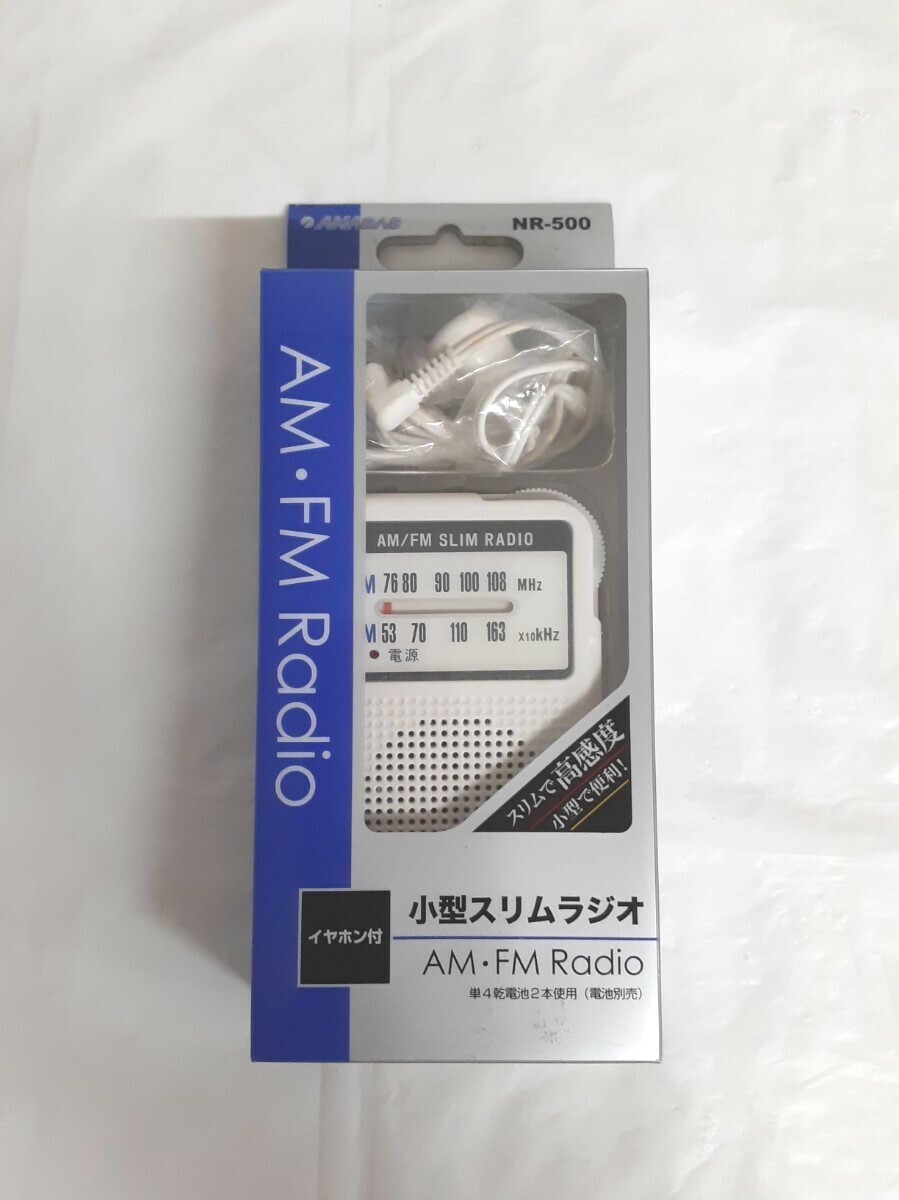 ANABAS NR-500
AM・FM Radio
AM/FM SLIM RADIO
M 76 80 90 100 108 MHz
M 53 70 110 163 X10kHz
電源
スリムで高感度
小型で便利!
イヤホン付
小型スリムラジオ
AM・FM Radio
単4乾電池2本使用(電池別売)